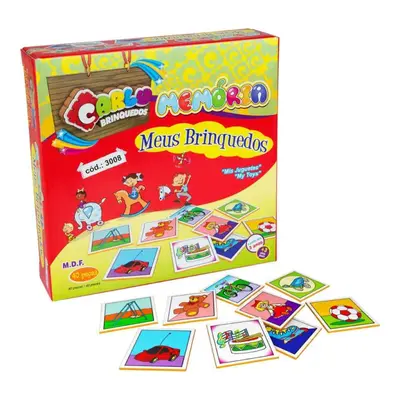 CARLU
BRINQUEDOS
MEMÓRIA
Meus Brinquedos
cód.: 3008
"Mis Juguetes"
"My Toys"
M.D.F.
40 peças